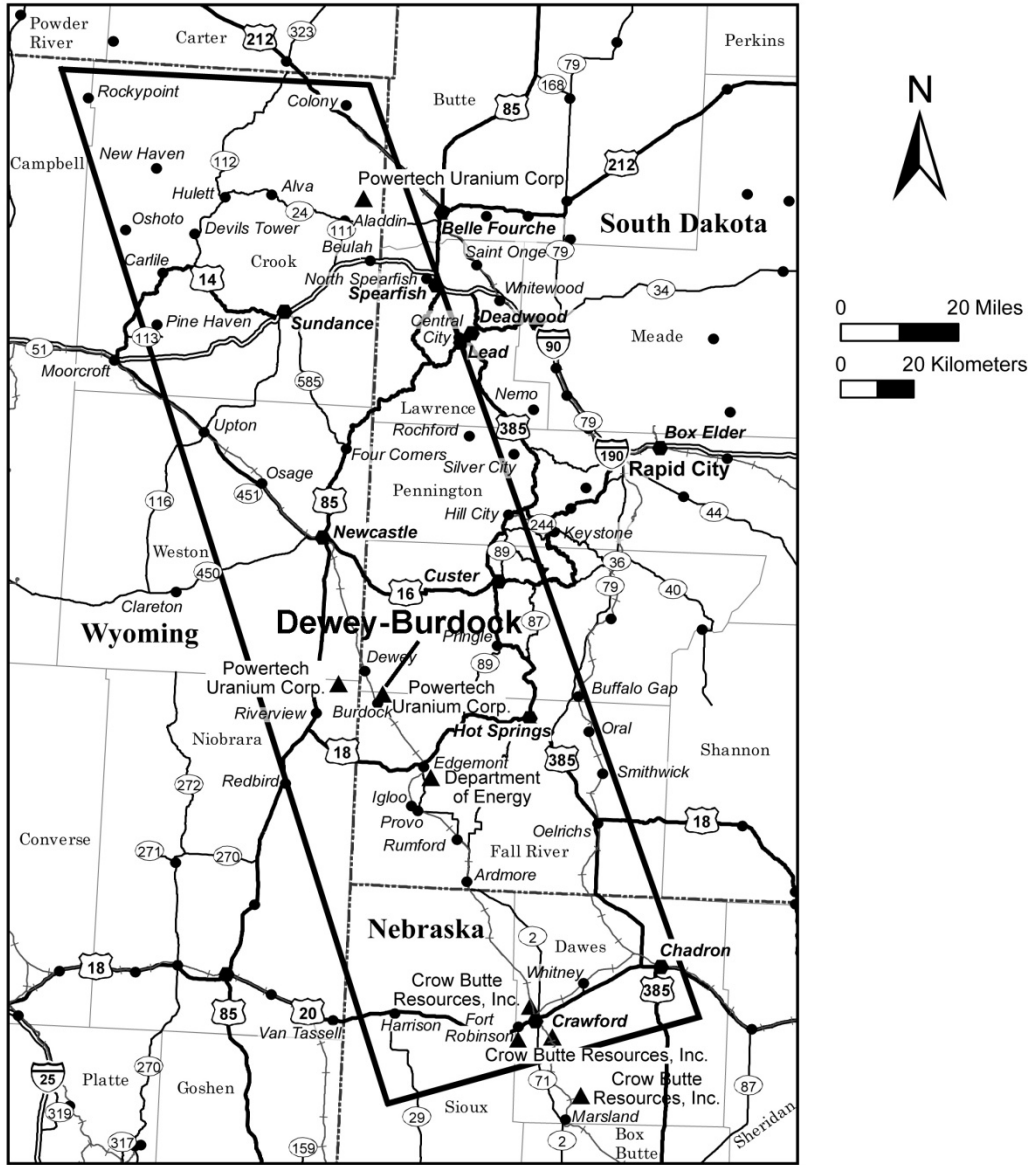 Powder
River
Carter
212
323
79
Perkins
Rockypoint
Colony
Butte
168
85
Campbell
New Haven
112
212
Powertech Uranium Corp.
Hulett
Alva
24
Aladdin
South Dakota
Oshoto
Devils Tower
111
Belle Fourche
Beulah
Saint Onge
79
Carlile
Crook
14
North Spearfish
Spearfish
Whitewood
34
Sundance
Deadwood
Pine Haven
Central
City
113
Lead
90
Meade
51
Moorcroft
585
Nemo
Lawrence
385
79
Upton
Rochford
Box Elder
Four Corners
Silver City
190
Rapid City
Osage
Pennington
451
85
116
Hill City
44
Newcastle
244
Keystone
Weston
89
36
450
Custer
79
40
Clareton
16
Wyoming
Dewey-Burdock
87
Pringle
Dewey
89
Powertech
Uranium Corp.
Powertech
Uranium Corp.
Buffalo Gap
Riverview
Burdock
Hot Springs
Oral
Niobrara
18
385
Shannon
Edgemont
Smithwick
Redbird
Department
of Energy
272
Igloo
Provo
Oelrichs
18
Converse
Rumford
271
270
Fall River
Ardmore
Nebraska
2
Dawes
Chadron
Whitney
18
Crow Butte
Resources, Inc.
385
85
20
Harrison
Fort
Robinson
Crawford
Van Tassell
Crow Butte Resources, Inc.
25
270
71
Platte
Goshen
Crow Butte
Resources, Inc.
87
Sioux
319
29
Marsland
Sheridan
317
159
2
Box
Butte
N
0 20 Miles
0 20 Kilometers